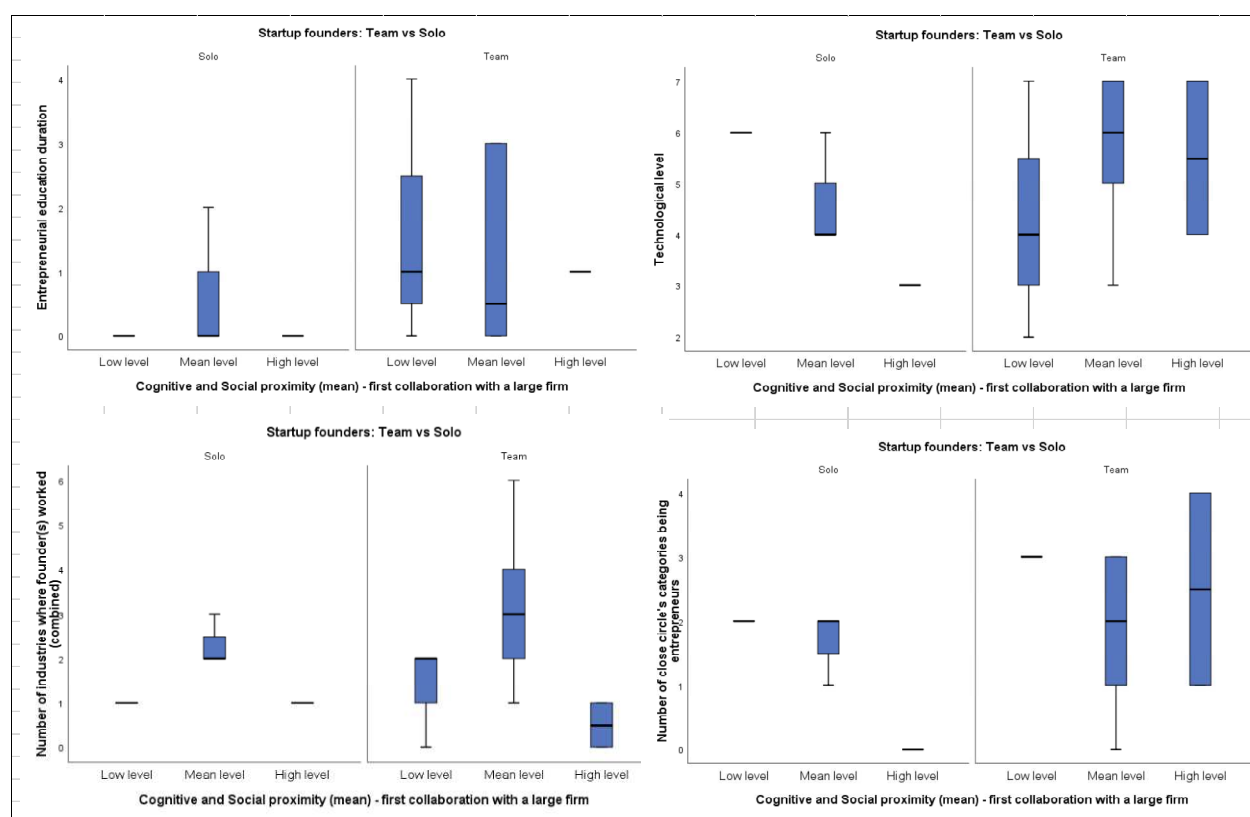 Startup founders: Team vs Solo
Solo
Team
Entrepreneurial education duration
4
3
2
1
0
Low level
Mean level
High level
Low level
Mean level
High level
Cognitive and Social proximity (mean) - first collaboration with a large firm
Startup founders: Team vs Solo
Solo
Team
Technological level
7
6
5
4
3
2
Low level
Mean level
High level
Low level
Mean level
High level
Cognitive and Social proximity (mean) - first collaboration with a large firm
Startup founders: Team vs Solo
Solo
Team
Number of industries where founder(s) worked
(combined)
6
5
4
3
2
1
0
Low level
Mean level
High level
Low level
Mean level
High level
Cognitive and Social proximity (mean) - first collaboration with a large firm
Startup founders: Team vs Solo
Solo
Team
Number of close circle's categories being
entrepreneurs
4
3
2
1
0
Low level
Mean level
High level
Low level
Mean level
High level
Cognitive and Social proximity (mean) - first collaboration with a large firm